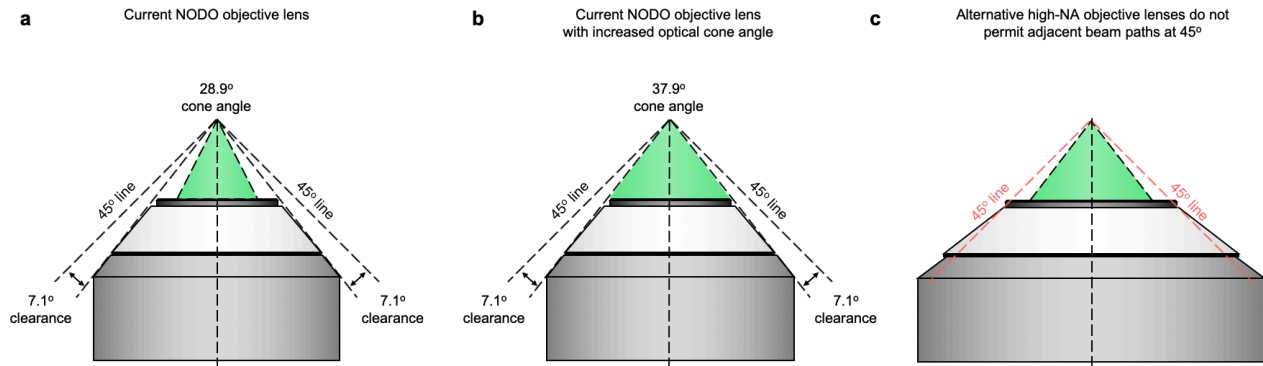 a
Current NODO objective lens
28.9º
cone angle
45º line
45º line
7.1º
clearance
7.1º
clearance
b
Current NODO objective lens
with increased optical cone angle
37.9º
cone angle
45º line
45º line
7.1º
clearance
7.1º
clearance
c
Alternative high-NA objective lenses do not
permit adjacent beam paths at 45º
45º line
45º line